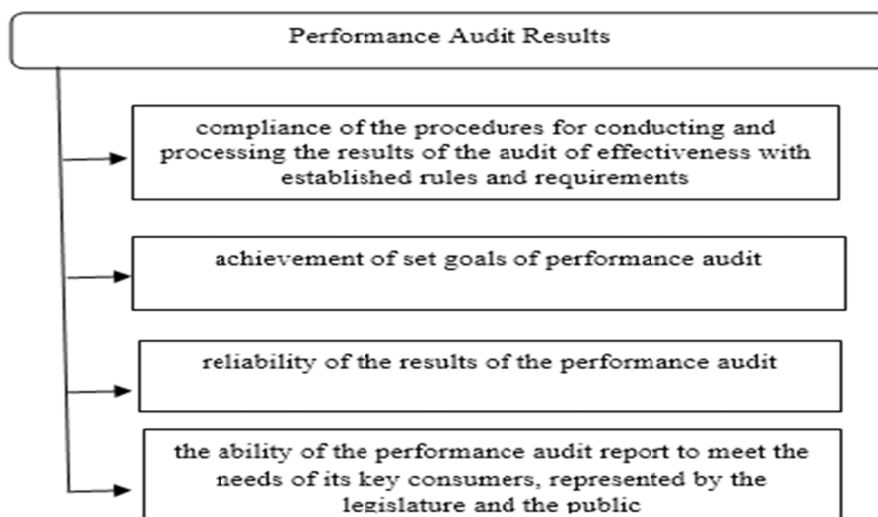 Performance Audit Results
compliance of the procedures for conducting and
processing the results of the audit of effectiveness with
established rules and requirements
achievement of set goals of performance audit
reliability of the results of the performance audit
the ability of the performance audit report to meet the
needs of its key consumers, represented by the
legislature and the public